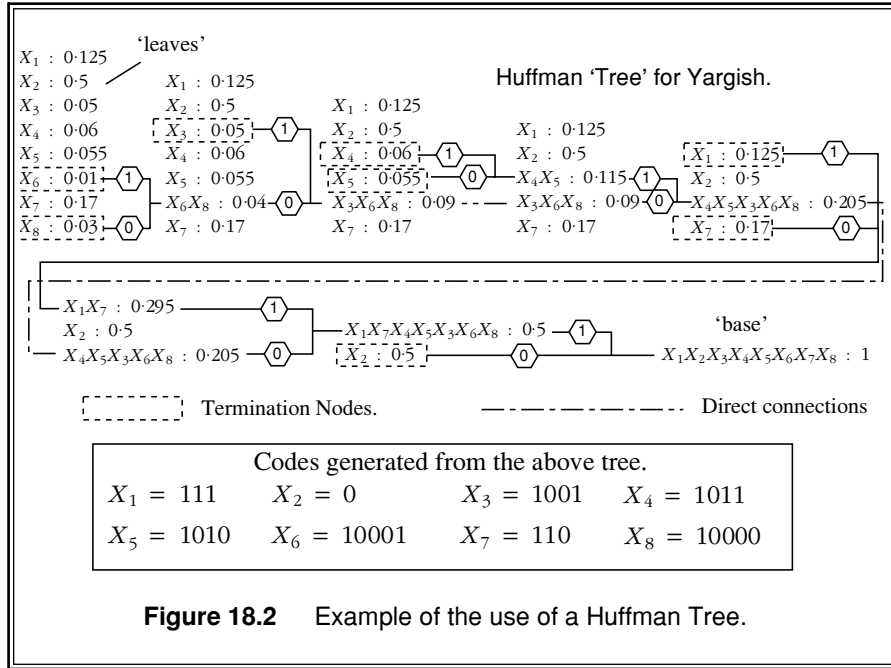 Huffman ‘Tree’ for Yargish.
‘leaves’
X1 : 0·125
X2 : 0·5
X3 : 0·05
X4 : 0·06
X5 : 0·055
X6 : 0·01 1
X7 : 0·17
X8 : 0·03 0
X1 : 0·125
X2 : 0·5
X3 : 0·05 1
X4 : 0·06
X5 : 0·055
X6X8 : 0·04 0
X7 : 0·17
X1 : 0·125
X2 : 0·5
X4 : 0·06 1
X5 : 0·055 0
X3X6X8 : 0·09
X7 : 0·17
X1 : 0·125
X2 : 0·5
X4X5 : 0·115 1
X3X6X8 : 0·09 0
X7 : 0·17
X1 : 0·125 1
X2 : 0·5
X4X5X3X6X8 : 0·205
X7 : 0·17 0
X1X7 : 0·295 1
X2 : 0·5
X4X5X3X6X8 : 0·205 0
X1X7X4X5X3X6X8 : 0·5 1
X2 : 0·5 0
‘base’
X1X2X3X4X5X6X7X8 : 1
Termination Nodes. Direct connections
Codes generated from the above tree.
X1 = 111 X2 = 0 X3 = 1001 X4 = 1011
X5 = 1010 X6 = 10001 X7 = 110 X8 = 10000
Figure 18.2 Example of the use of a Huffman Tree.